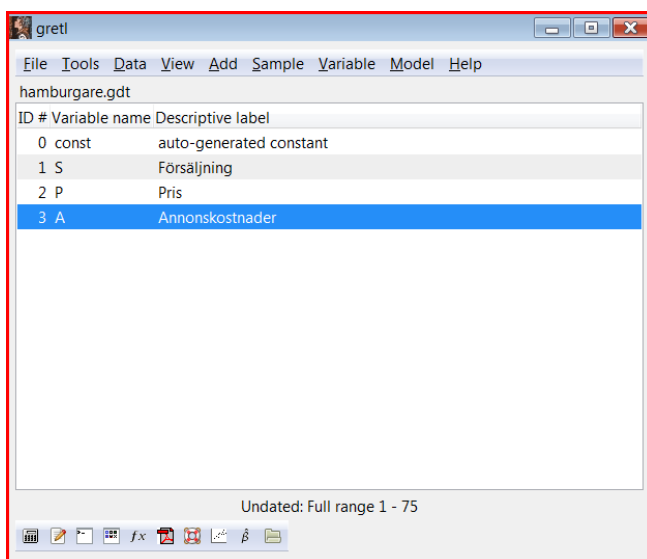 gretl
File Tools Data View Add Sample Variable Model Help
hamburgare.gdt
ID # Variable name Descriptive label
0 const auto-generated constant
1 S Försäljning
2 P Pris
3 A Annonskostnader
Undated: Full range 1 - 75
fx β̂